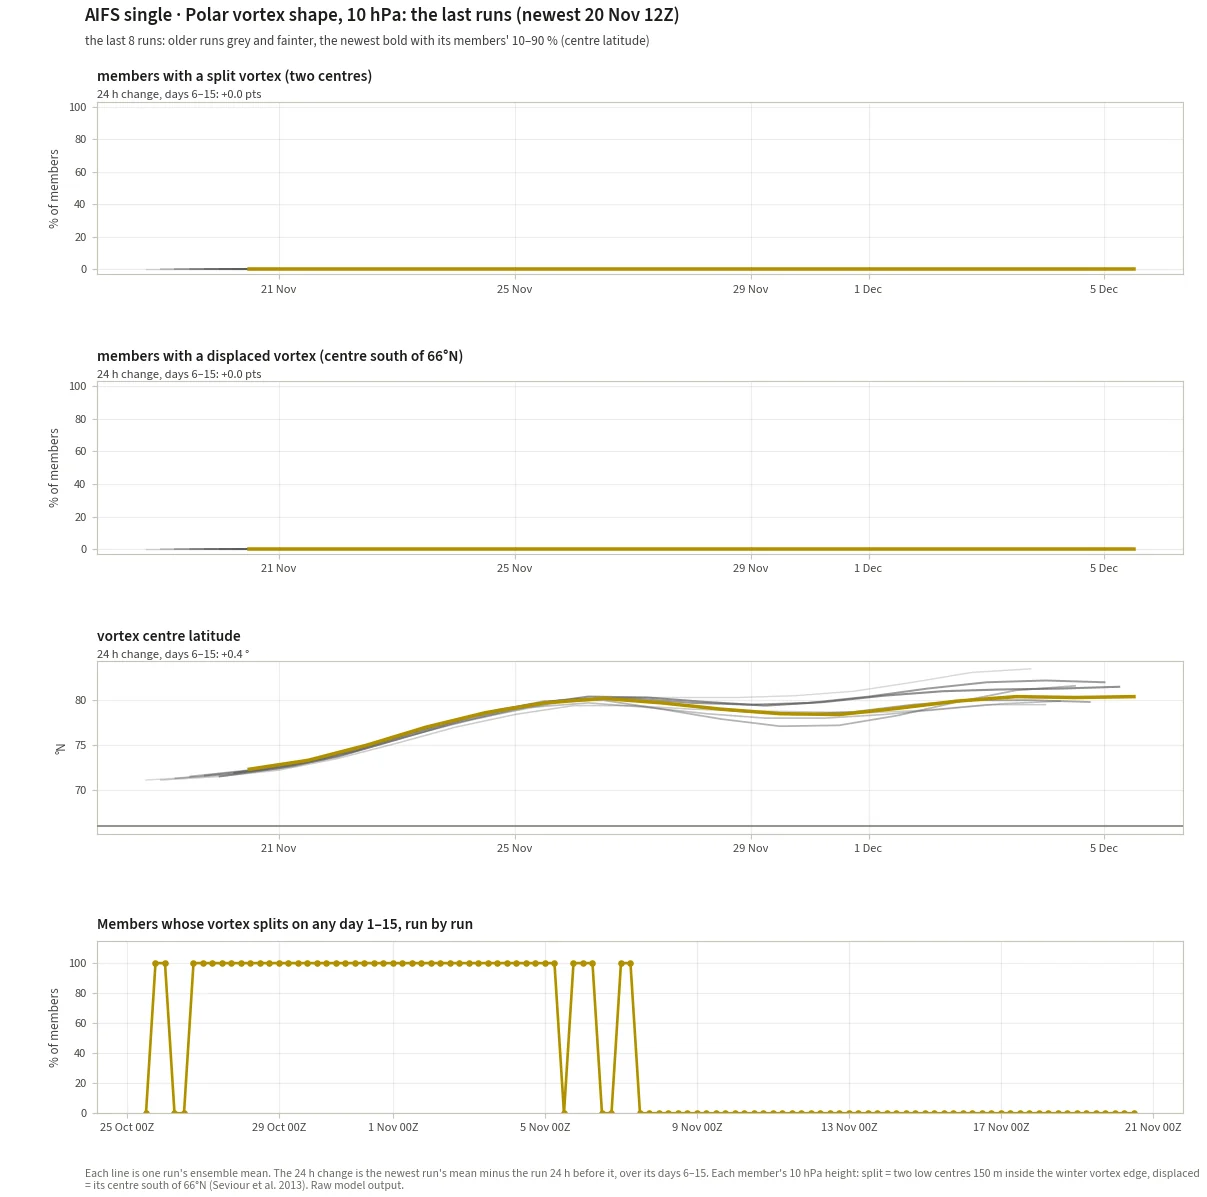 AIFS single · Polar vortex shape, 10 hPa: the last runs (newest 20 Nov 12Z)
the last 8 runs: older runs grey and fainter, the newest bold with its members' 10–90 % (centre latitude)
members with a split vortex (two centres)
24 h change, days 6–15: +0.0 pts
100
80
60
40
20
0
% of members
21 Nov 25 Nov 29 Nov 1 Dec 5 Dec
members with a displaced vortex (centre south of 66°N)
24 h change, days 6–15: +0.0 pts
100
80
60
40
20
0
% of members
21 Nov 25 Nov 29 Nov 1 Dec 5 Dec
vortex centre latitude
24 h change, days 6–15: +0.4 °
80
75
70
°N
21 Nov 25 Nov 29 Nov 1 Dec 5 Dec
Members whose vortex splits on any day 1–15, run by run
100
80
60
40
20
0
% of members
25 Oct 00Z 29 Oct 00Z 1 Nov 00Z 5 Nov 00Z 9 Nov 00Z 13 Nov 00Z 17 Nov 00Z 21 Nov 00Z
Each line is one run's ensemble mean. The 24 h change is the newest run's mean minus the run 24 h before it, over its days 6–15. Each member's 10 hPa height: split = two low centres 150 m inside the winter vortex edge, displaced
= its centre south of 66°N (Seviour et al. 2013). Raw model output.